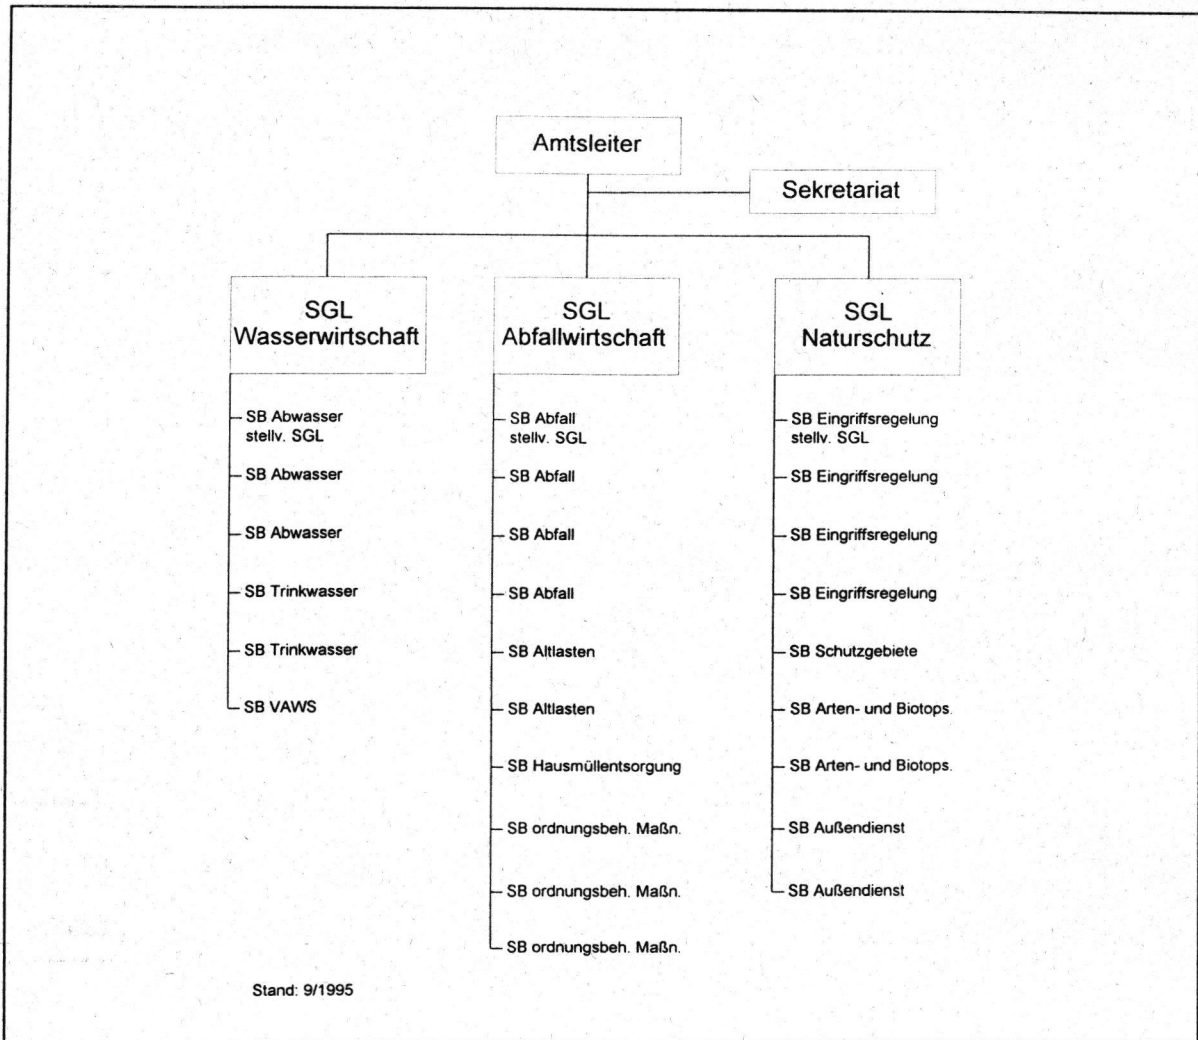 Amtsleiter
Sekretariat
SGL
Wasserwirtschaft
SB Abwasser
stellv. SGL
SB Abwasser
SB Abwasser
SB Trinkwasser
SB Trinkwasser
SB VAWS
SGL
Abfallwirtschaft
SB Abfall
stellv. SGL
SB Abfall
SB Abfall
SB Abfall
SB Altlasten
SB Altlasten
SB Hausmüllentsorgung
SB ordnungsbeh. Maßn.
SB ordnungsbeh. Maßn.
SB ordnungsbeh. Maßn.
SGL
Naturschutz
SB Eingriffsregelung
stellv. SGL
SB Eingriffsregelung
SB Eingriffsregelung
SB Eingriffsregelung
SB Schutzgebiete
SB Arten- und Biotops.
SB Arten- und Biotops.
SB Außendienst
SB Außendienst
Stand: 9/1995